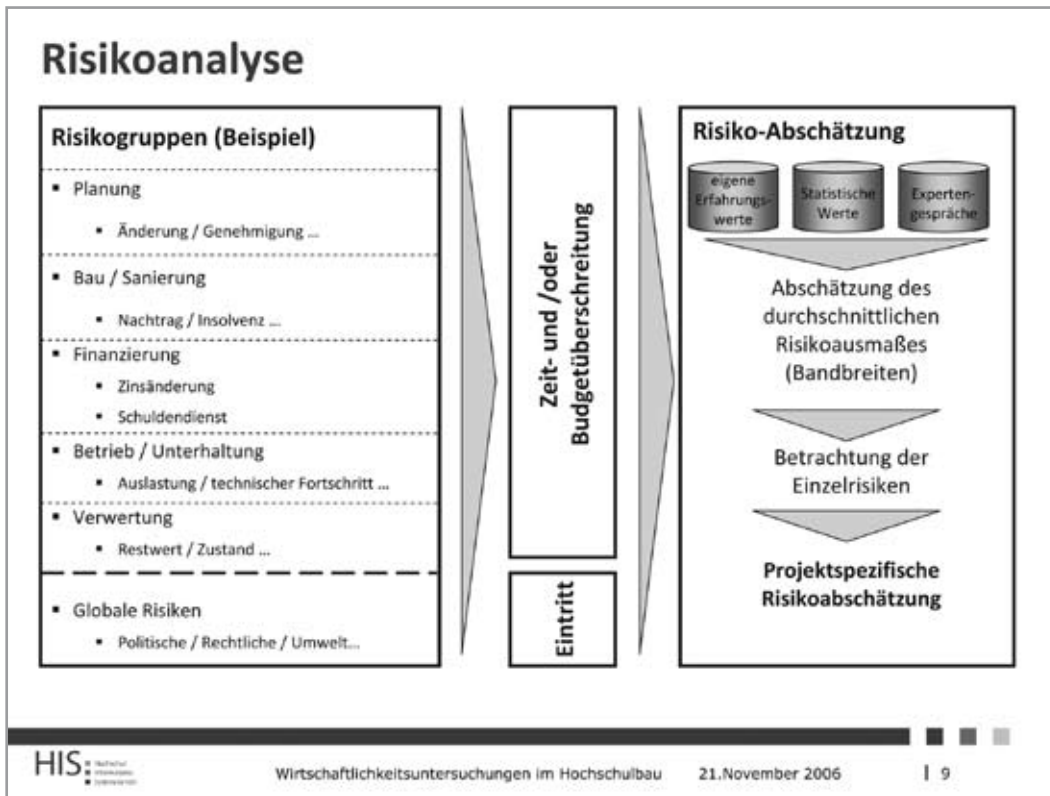 Risikoanalyse
Risikogruppen (Beispiel)
▪ Planung
▪ Änderung / Genehmigung ...
▪ Bau / Sanierung
▪ Nachtrag / Insolvenz ...
▪ Finanzierung
▪ Zinsänderung
▪ Schuldendienst
▪ Betrieb / Unterhaltung
▪ Auslastung / technischer Fortschritt ...
▪ Verwertung
▪ Restwert / Zustand ...
▪ Globale Risiken
▪ Politische / Rechtliche / Umwelt...
Zeit- und /oder
Budgetüberschreitung
Eintritt
Risiko-Abschätzung
eigene
Erfahrungs-
werte
Statistische
Werte
Experten-
gespräche
Abschätzung des
durchschnittlichen
Risikoausmaßes
(Bandbreiten)
Betrachtung der
Einzelrisiken
Projektspezifische
Risikoabschätzung
HIS
Wirtschaftlichkeitsuntersuchungen im Hochschulbau 21.November 2006 | 9